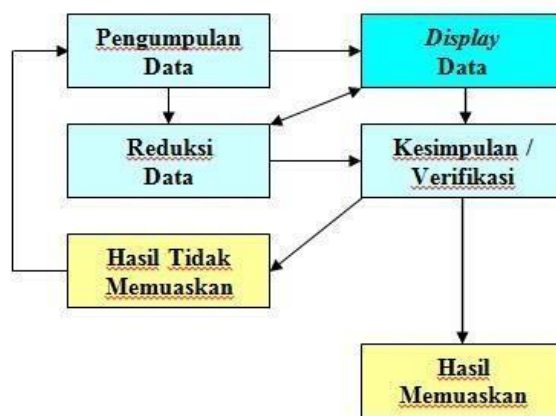 Pengumpulan
Data
Display
Data
Reduksi
Data
Kesimpulan /
Verifikasi
Hasil Tidak
Memuaskan
Hasil
Memuaskan